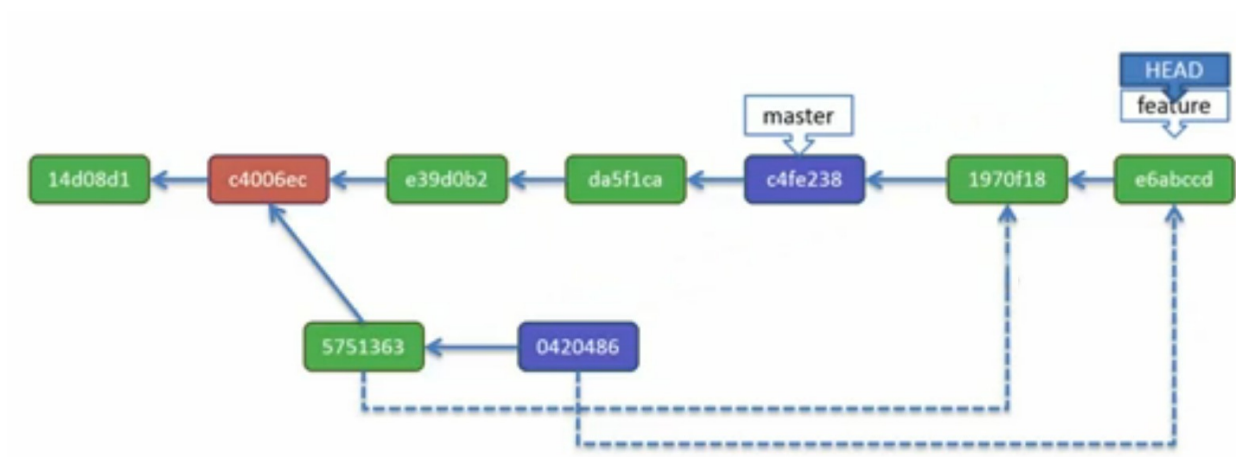 HEAD
feature
master
14d08d1
c4006ec
e39d0b2
da5f1ca
c4fe238
1970f18
e6abccd
5751363
0420486